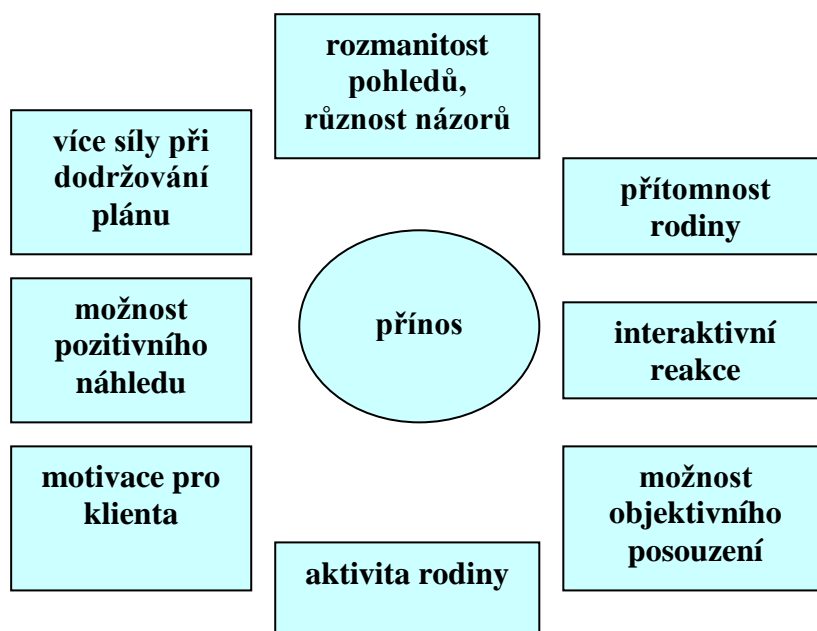 rozmanitost
pohledů,
různost názorů
více síly při
dodržování
plánu
přítomnost
rodiny
možnost
pozitivního
náhledu
přínos
interaktivní
reakce
motivace pro
klienta
možnost
objektivního
posouzení
aktivita rodiny